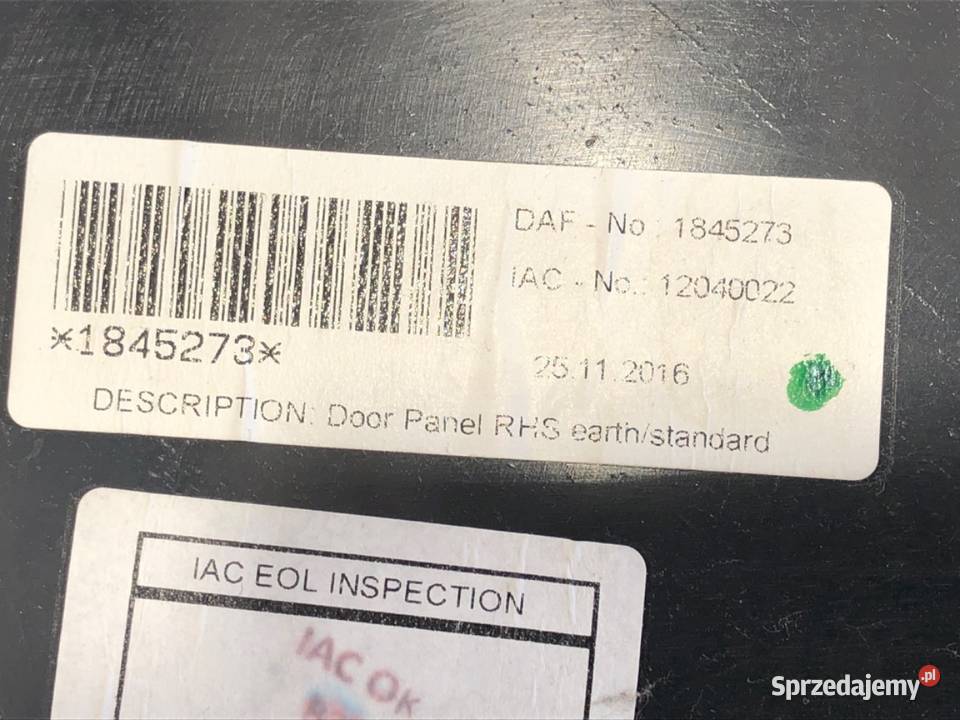 DAF - No : 1845273
IAC - No.: 12040022
*1845273*
25.11.2016
DESCRIPTION: Door Panel RHS earth/standard
IAC EOL INSPECTION
IAC OK
Sprzedajemy.pl